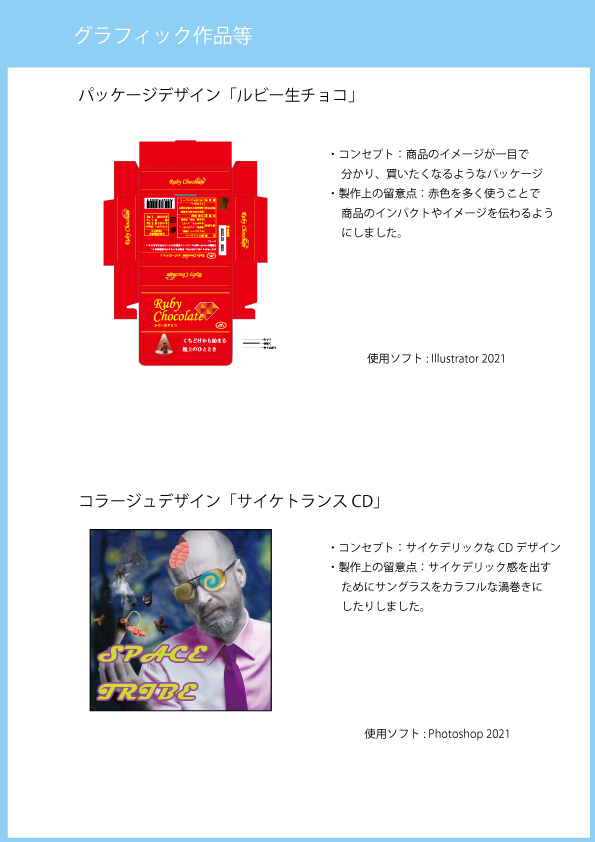 グラフィック作品等
パッケージデザイン「ルビー生チョコ」
Ruby Chocolate
Ruby Chocolate
Ruby Chocolate
Ruby Chocolate
Ruby
Chocolate
ルビー生チョコ
くちどけから始まる
極上のひととき
・コンセプト：商品のイメージが一目で
分かり、買いたくなるようなパッケージ
・製作上の留意点：赤色を多く使うことで
商品のインパクトやイメージを伝わるよう
にしました。
使用ソフト : Illustrator 2021
コラージュデザイン「サイケトランス CD」
SPACE
TRIBE
・コンセプト：サイケデリックな CD デザイン
・製作上の留意点：サイケデリック感を出す
ためにサングラスをカラフルな渦巻きに
したりしました。
使用ソフト : Photoshop 2021